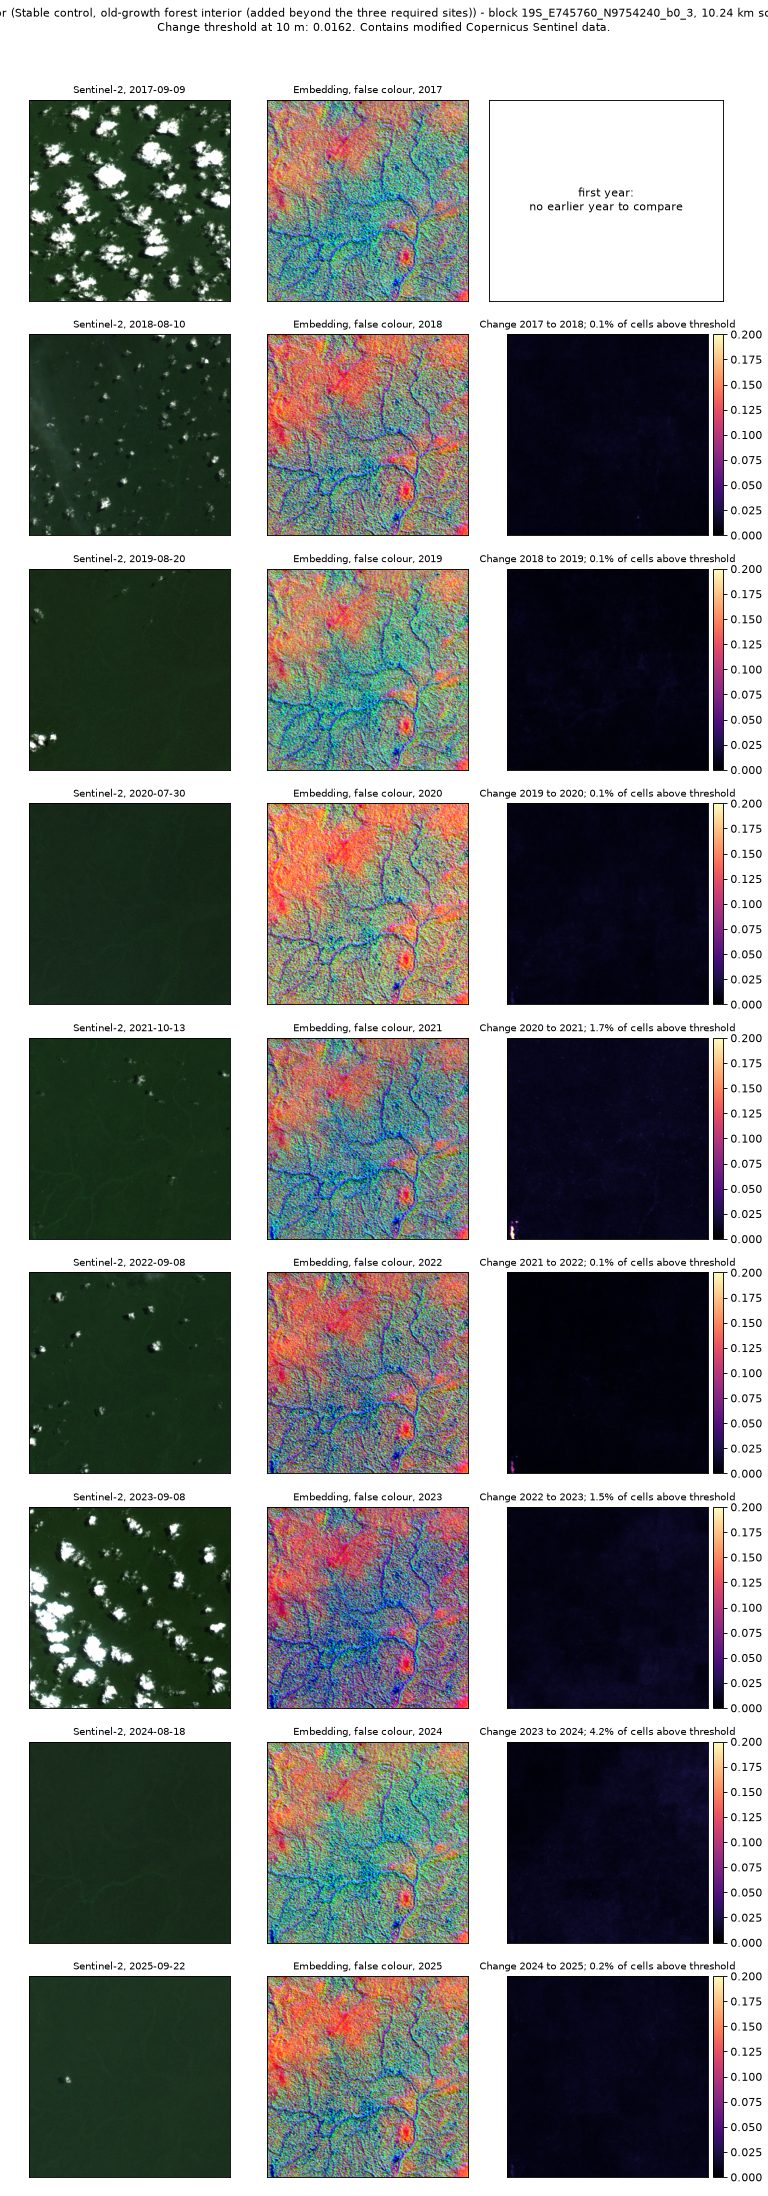 (Stable control, old-growth forest interior (added beyond the three required sites)) - block 19S_E745760_N9754240_b0_3, 10.24 km
Change threshold at 10 m: 0.0162. Contains modified Copernicus Sentinel data.
Sentinel-2, 2017-09-09
Embedding, false colour, 2017
first year:
no earlier year to compare
Sentinel-2, 2018-08-10
Embedding, false colour, 2018
Change 2017 to 2018; 0.1% of cells above threshold
0.200
0.175
0.150
0.125
0.100
0.075
0.050
0.025
0.000
Sentinel-2, 2019-08-20
Embedding, false colour, 2019
Change 2018 to 2019; 0.1% of cells above threshold
0.200
0.175
0.150
0.125
0.100
0.075
0.050
0.025
0.000
Sentinel-2, 2020-07-30
Embedding, false colour, 2020
Change 2019 to 2020; 0.1% of cells above threshold
0.200
0.175
0.150
0.125
0.100
0.075
0.050
0.025
0.000
Sentinel-2, 2021-10-13
Embedding, false colour, 2021
Change 2020 to 2021; 1.7% of cells above threshold
0.200
0.175
0.150
0.125
0.100
0.075
0.050
0.025
0.000
Sentinel-2, 2022-09-08
Embedding, false colour, 2022
Change 2021 to 2022; 0.1% of cells above threshold
0.200
0.175
0.150
0.125
0.100
0.075
0.050
0.025
0.000
Sentinel-2, 2023-09-08
Embedding, false colour, 2023
Change 2022 to 2023; 1.5% of cells above threshold
0.200
0.175
0.150
0.125
0.100
0.075
0.050
0.025
0.000
Sentinel-2, 2024-08-18
Embedding, false colour, 2024
Change 2023 to 2024; 4.2% of cells above threshold
0.200
0.175
0.150
0.125
0.100
0.075
0.050
0.025
0.000
Sentinel-2, 2025-09-22
Embedding, false colour, 2025
Change 2024 to 2025; 0.2% of cells above threshold
0.200
0.175
0.150
0.125
0.100
0.075
0.050
0.025
0.000